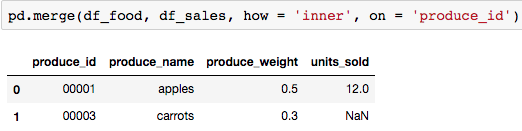 pd.merge(df_food, df_sales, how = 'inner', on = 'produce_id')
produce_id produce_name produce_weight units_sold
0 00001 apples 0.5 12.0
1 00003 carrots 0.3 NaN